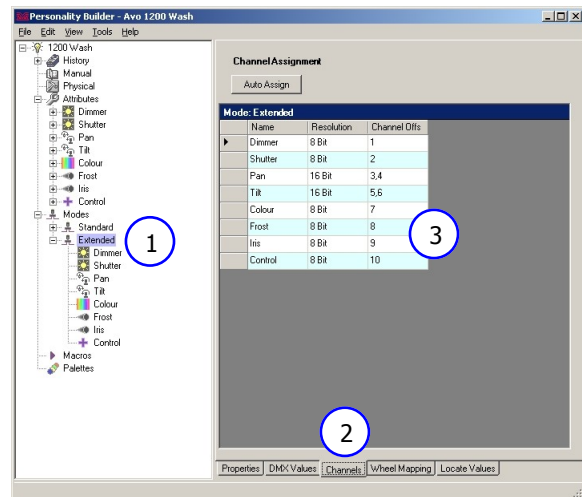 Personality Builder - Avo 1200 Wash
File Edit View Tools Help
1200 Wash
History
Manual
Physical
Attributes
Dimmer
Shutter
Pan
Tilt
Colour
Frost
Iris
Control
Modes
Standard
Extended
Dimmer
Shutter
Pan
Tilt
Colour
Frost
Iris
Control
Macros
Palettes
1
Channel Assignment
Auto Assign
Mode: Extended
Name Resolution Channel Offs
Dimmer 8 Bit 1
Shutter 8 Bit 2
Pan 16 Bit 3,4
Tilt 16 Bit 5,6
Colour 8 Bit 7
Frost 8 Bit 8
Iris 8 Bit 9
Control 8 Bit 10
3
2
Properties DMX Values Channels Wheel Mapping Locate Values